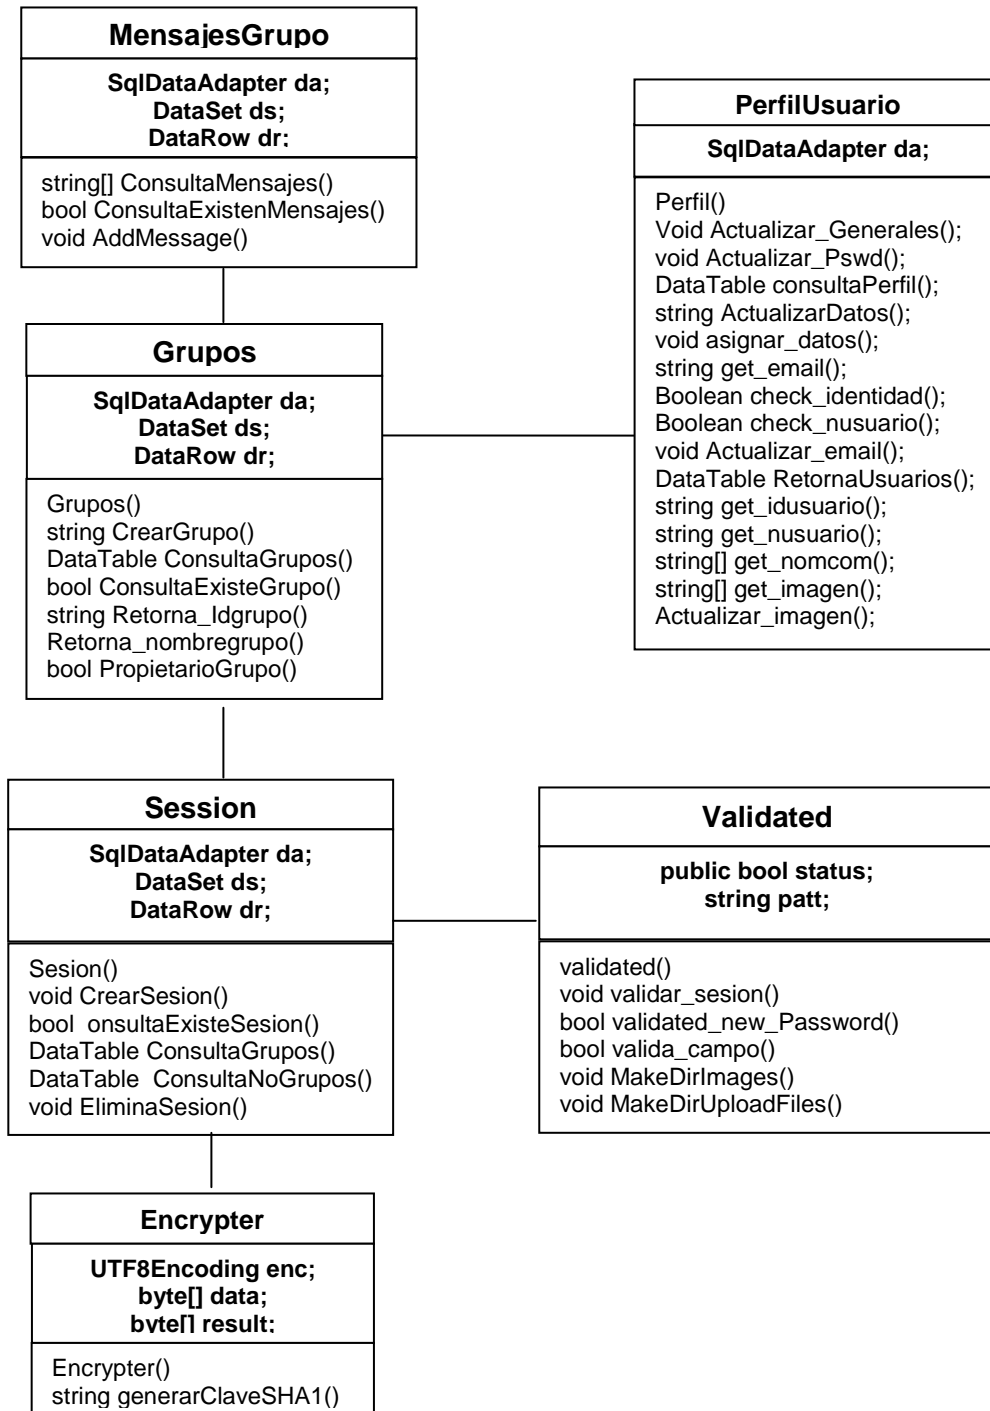 MensajesGrupo
SqlDataAdapter da;
DataSet ds;
DataRow dr;
string[] ConsultaMensajes()
bool ConsultaExistenMensajes()
void AddMessage()
PerfilUsuario
SqlDataAdapter da;
Perfil()
Void Actualizar_Generales();
void Actualizar_Pswd();
DataTable consultaPerfil();
string ActualizarDatos();
void asignar_datos();
string get_email();
Boolean check_identidad();
Boolean check_nusuario();
void Actualizar_email();
DataTable RetornaUsuarios();
string get_idusuario();
string get_nusuario();
string[] get_nomcom();
string[] get_imagen();
Actualizar_imagen();
Grupos
SqlDataAdapter da;
DataSet ds;
DataRow dr;
Grupos()
string CrearGrupo()
DataTable ConsultaGrupos()
bool ConsultaExisteGrupo()
string Retorna_Idgrupo()
Retorna_nombregrupo()
bool PropietarioGrupo()
Session
SqlDataAdapter da;
DataSet ds;
DataRow dr;
Sesion()
void CrearSesion()
bool  onsultaExisteSesion()
DataTable ConsultaGrupos()
DataTable  ConsultaNoGrupos()
void EliminaSesion()
Validated
public bool status;
string patt;
validated()
void validar_sesion()
bool validated_new_Password()
bool valida_campo()
void MakeDirImages()
void MakeDirUploadFiles()
Encrypter
UTF8Encoding enc;
byte[] data;
byte[] result;
Encrypter()
string generarClaveSHA1()